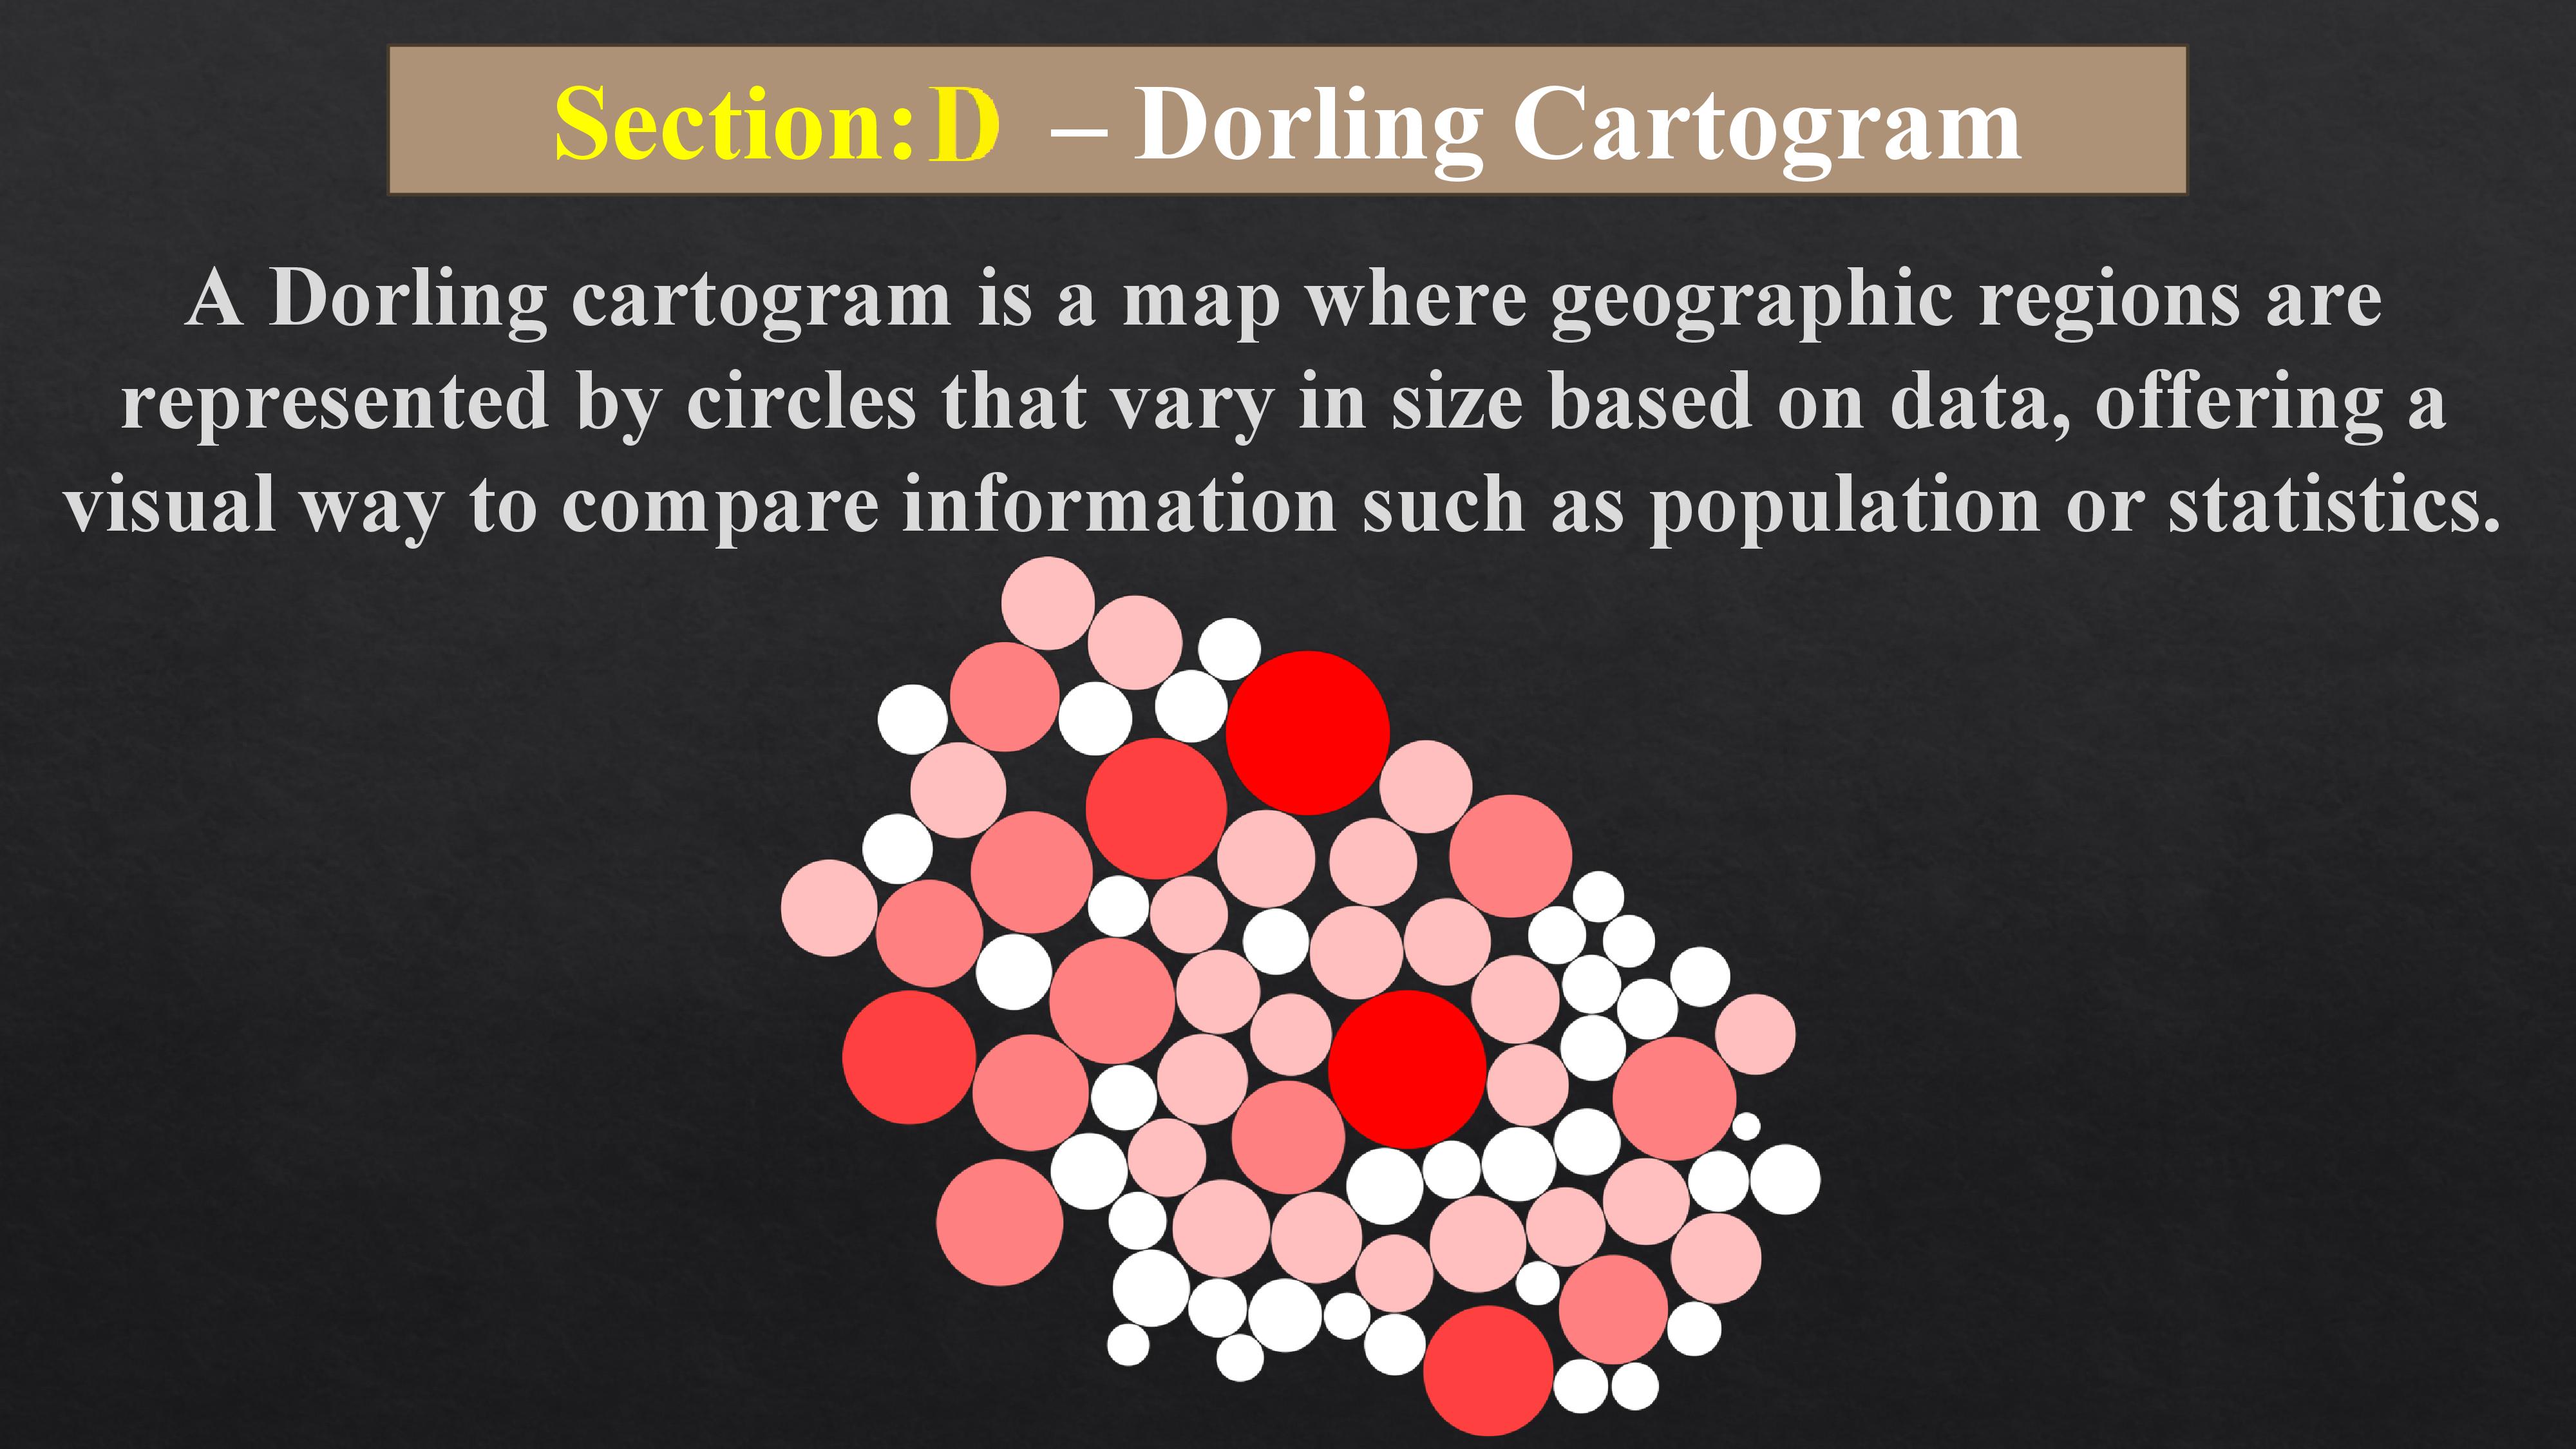 Section:D – Dorling Cartogram
A Dorling cartogram is a map where geographic regions are
represented by circles that vary in size based on data, offering a
visual way to compare information such as population or statistics.